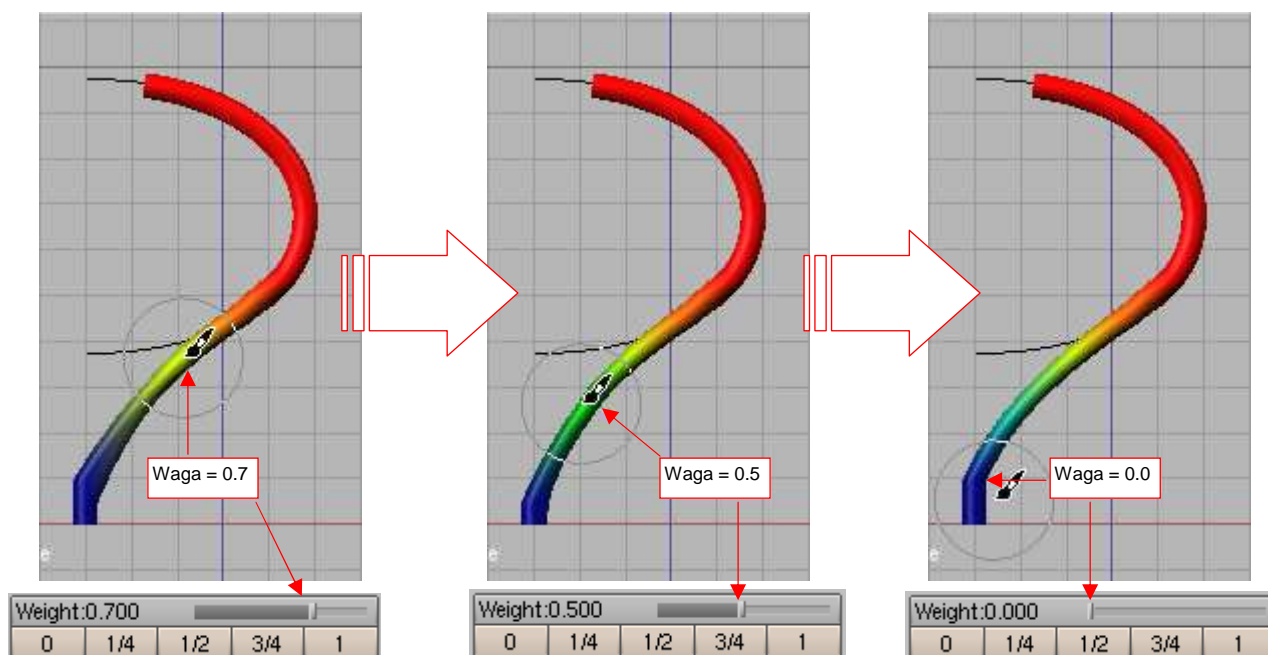 Waga = 0.7
Waga = 0.5
Waga = 0.0
e
e
e
Weight:0.700
0 1/4 1/2 3/4 1
Weight:0.500
0 1/4 1/2 3/4 1
Weight:0.000
0 1/4 1/2 3/4 1